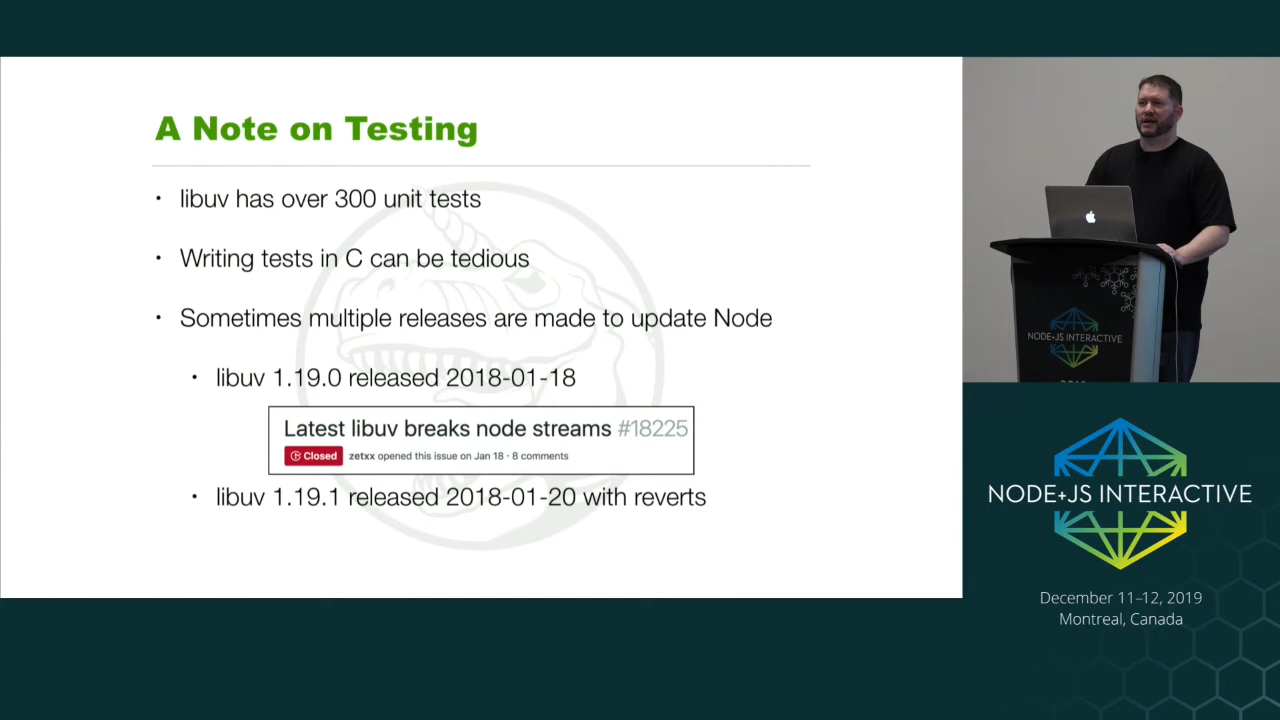 A Note on Testing
• libuv has over 300 unit tests
• Writing tests in C can be tedious
• Sometimes multiple releases are made to update Node
• libuv 1.19.0 released 2018-01-18
Latest libuv breaks node streams #18225
Closed zetxx opened this issue on Jan 18 · 8 comments
• libuv 1.19.1 released 2018-01-20 with reverts
NODE+JS INTERACTIVE
NODE+JS INTERACTIVE
December 11–12, 2019
Montreal, Canada